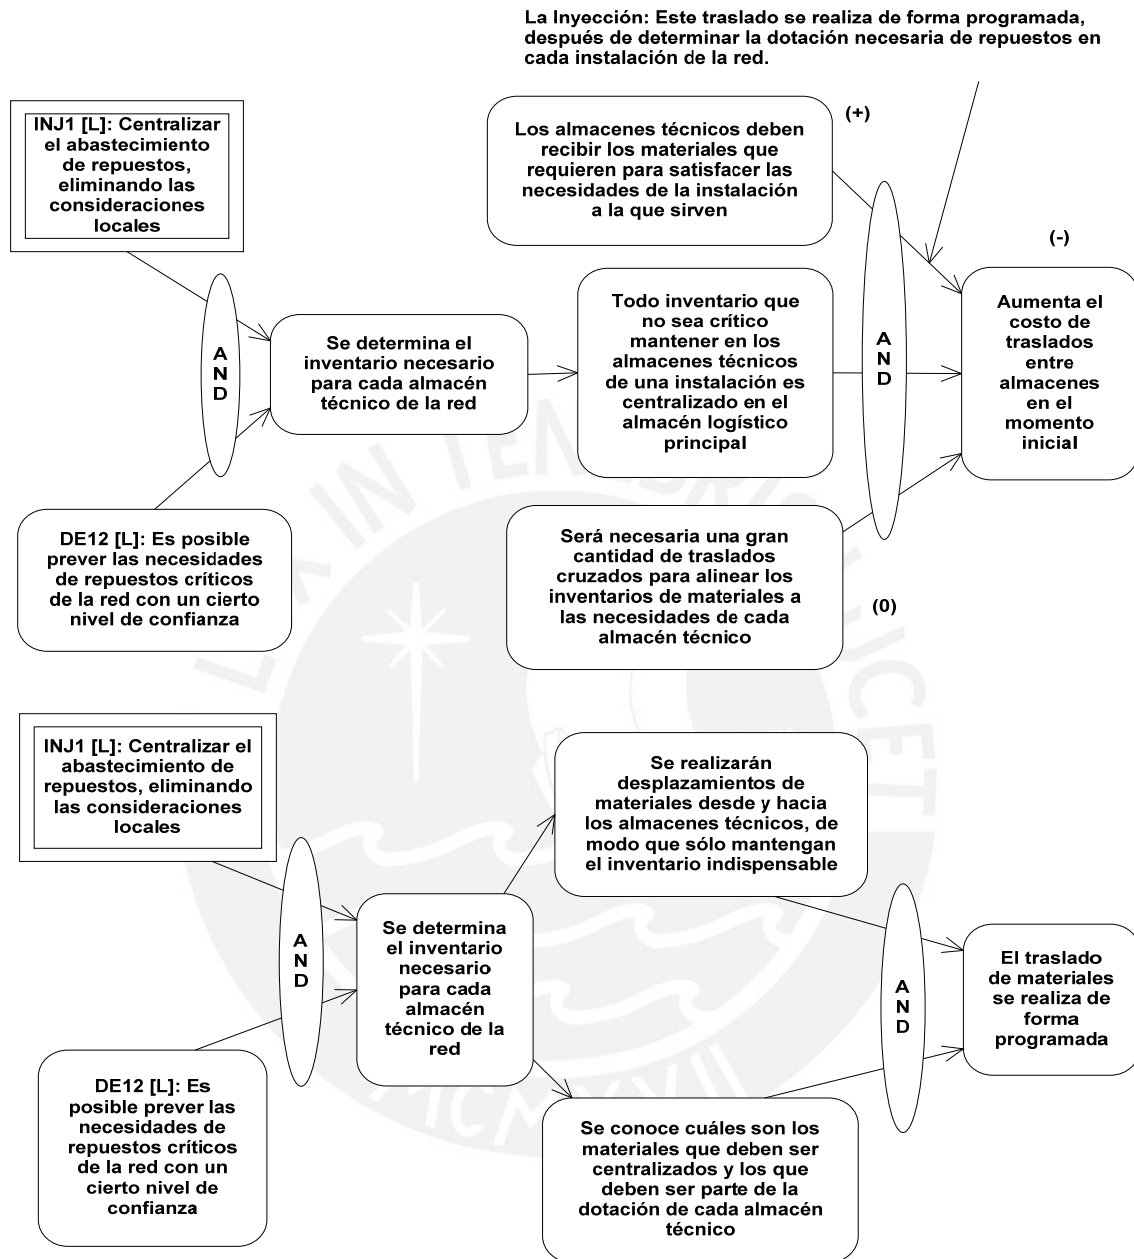 La Inyección: Este traslado se realiza de forma programada,
después de determinar la dotación necesaria de repuestos en
cada instalación de la red.
INJ1 [L]: Centralizar
el abastecimiento
de repuestos,
eliminando las
consideraciones
locales
(+)
Los almacenes técnicos deben
recibir los materiales que
requieren para satisfacer las
necesidades de la instalación
a la que sirven
(-)
A
N
D
Se determina el
inventario necesario
para cada almacén
técnico de la red
Todo inventario que
no sea crítico
mantener en los
almacenes técnicos
de una instalación es
centralizado en el
almacén logístico
principal
A
N
D
Aumenta el
costo de
traslados
entre
almacenes
en el
momento
inicial
DE12 [L]: Es posible
prever las necesidades
de repuestos críticos
de la red con un cierto
nivel de confianza
Será necesaria una gran
cantidad de traslados
cruzados para alinear los
inventarios de materiales a
las necesidades de cada
almacén técnico
(0)
LUX IN TENEBRIS LUCET
MCMXVII
INJ1 [L]: Centralizar el
abastecimiento de
repuestos, eliminando
las consideraciones
locales
Se realizarán
desplazamientos de
materiales desde y hacia
los almacenes técnicos, de
modo que sólo mantengan
el inventario indispensable
A
N
D
Se determina
el inventario
necesario
para cada
almacén
técnico de la
red
A
N
D
El traslado
de materiales
se realiza de
forma
programada
DE12 [L]: Es
posible prever las
necesidades de
repuestos críticos
de la red con un
cierto nivel de
confianza
Se conoce cuáles son los
materiales que deben ser
centralizados y los que
deben ser parte de la
dotación de cada almacén
técnico